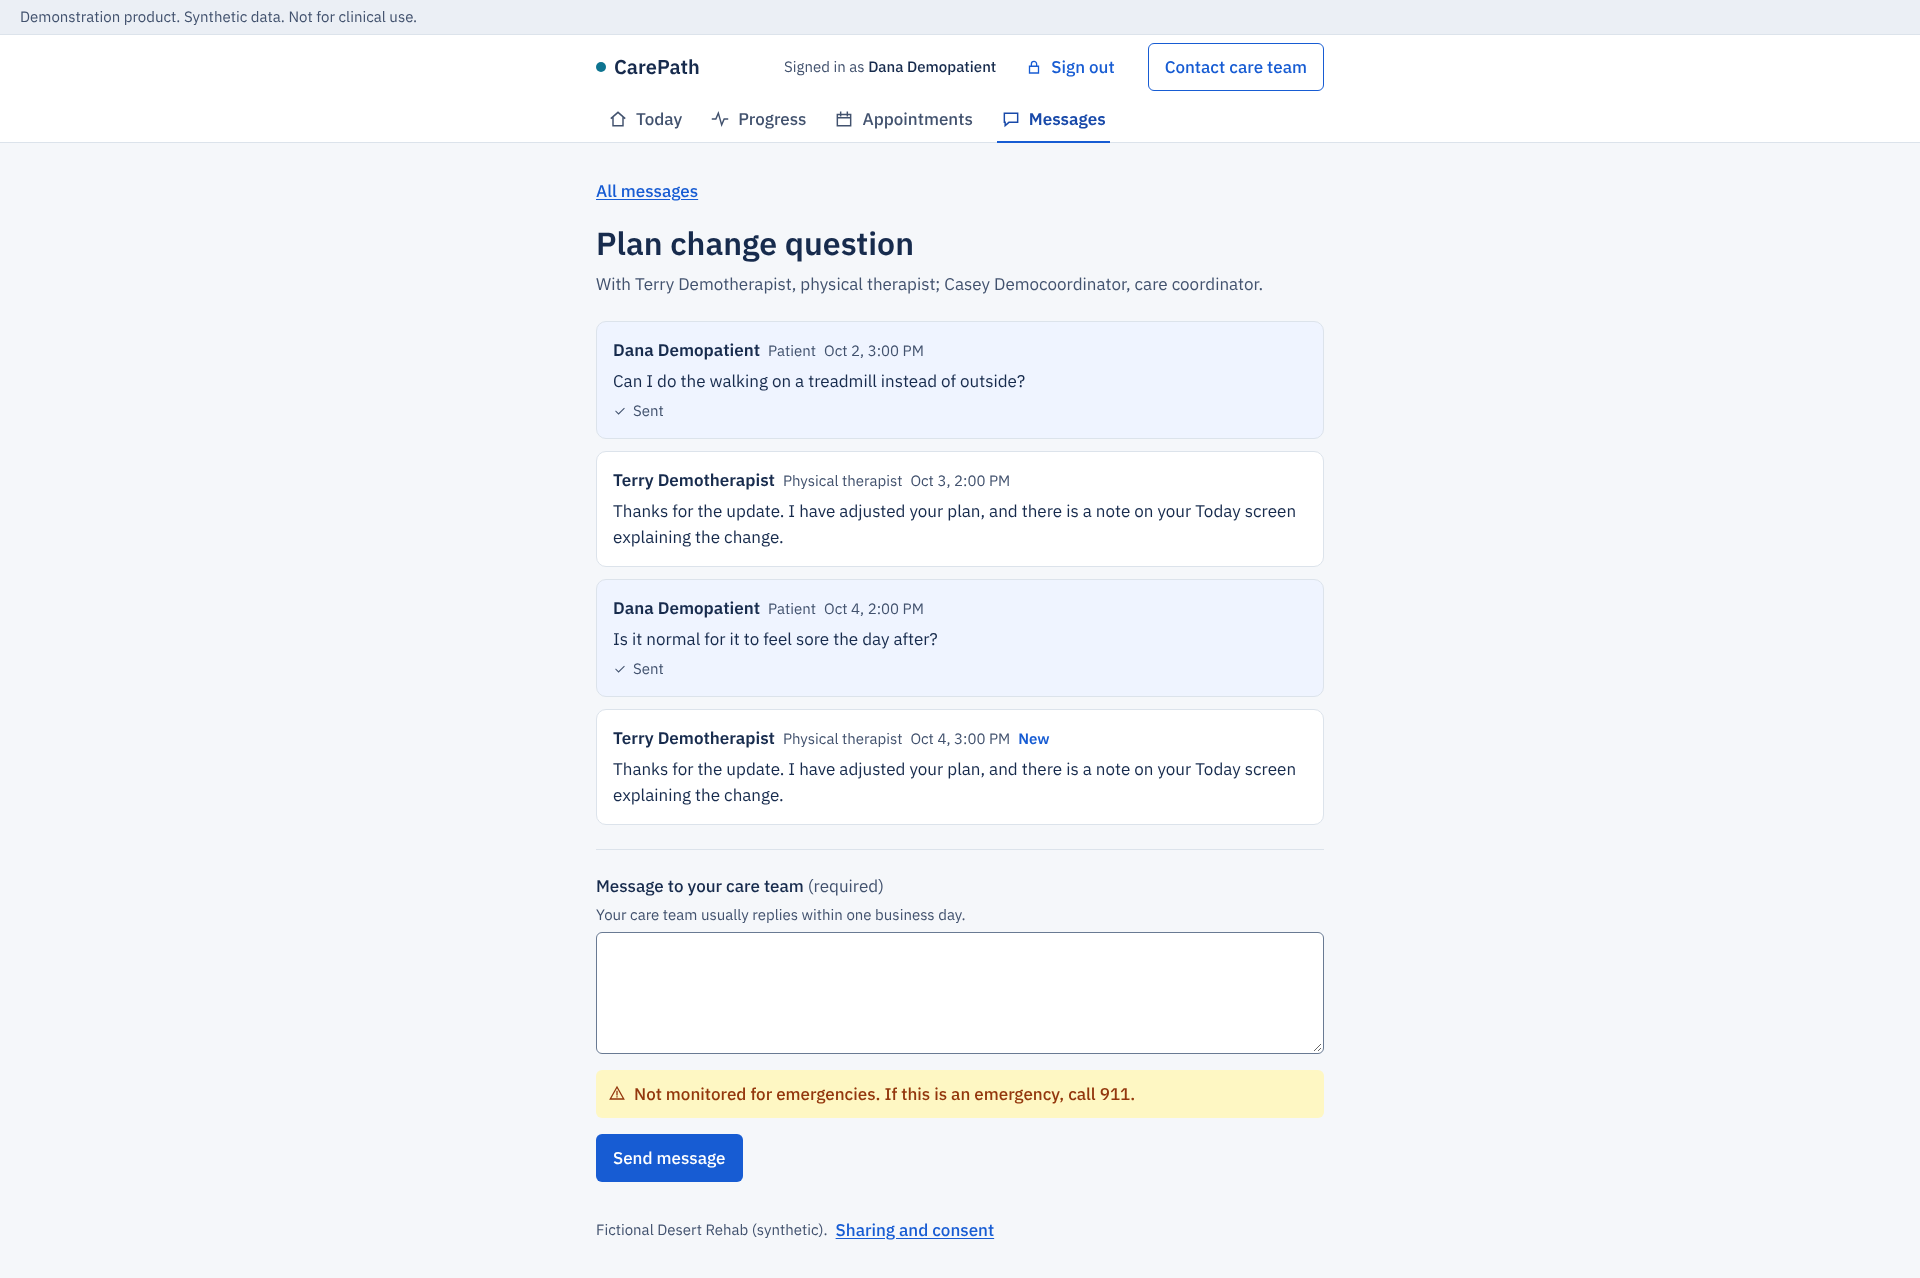 Demonstration product. Synthetic data. Not for clinical use.
CarePath
Signed in as Dana Demopatient
Sign out
Contact care team
Today
Progress
Appointments
Messages
All messages
Plan change question
With Terry Demotherapist, physical therapist; Casey Democoordinator, care coordinator.
Dana Demopatient Patient Oct 2, 3:00 PM
Can I do the walking on a treadmill instead of outside?
Sent
Terry Demotherapist Physical therapist Oct 3, 2:00 PM
Thanks for the update. I have adjusted your plan, and there is a note on your Today screen
explaining the change.
Dana Demopatient Patient Oct 4, 2:00 PM
Is it normal for it to feel sore the day after?
Sent
Terry Demotherapist Physical therapist Oct 4, 3:00 PM New
Thanks for the update. I have adjusted your plan, and there is a note on your Today screen
explaining the change.
Message to your care team (required)
Your care team usually replies within one business day.
Not monitored for emergencies. If this is an emergency, call 911.
Send message
Fictional Desert Rehab (synthetic). Sharing and consent